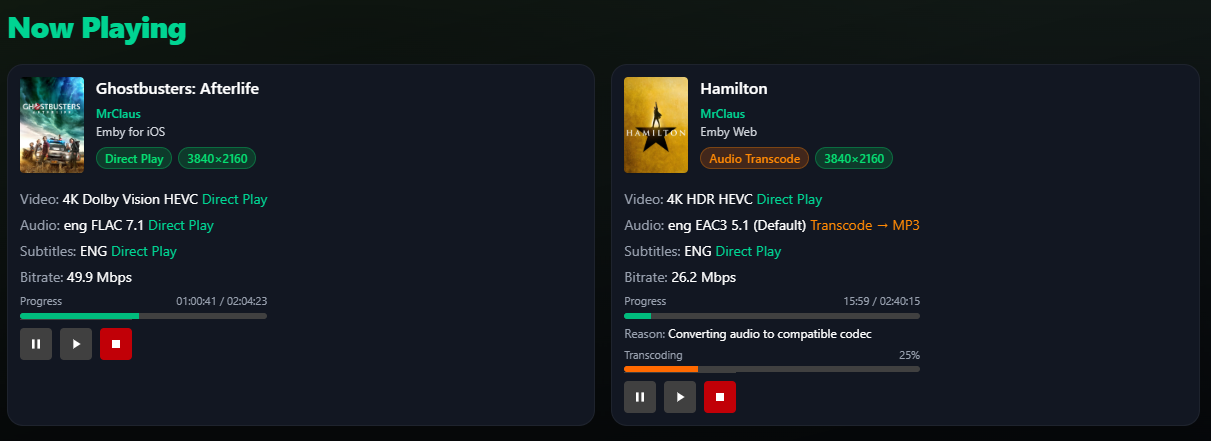 Now Playing
GHOSTBUSTERS
AFTERLIFE
Ghostbusters: Afterlife
MrClaus
Emby for iOS
Direct Play 3840×2160
Video: 4K Dolby Vision HEVC Direct Play
Audio: eng FLAC 7.1 Direct Play
Subtitles: ENG Direct Play
Bitrate: 49.9 Mbps
Progress 01:00:41 / 02:04:23
HAMILTON
Hamilton
MrClaus
Emby Web
Audio Transcode 3840×2160
Video: 4K HDR HEVC Direct Play
Audio: eng EAC3 5.1 (Default) Transcode → MP3
Subtitles: ENG Direct Play
Bitrate: 26.2 Mbps
Progress 15:59 / 02:40:15
Reason: Converting audio to compatible codec
Transcoding 25%